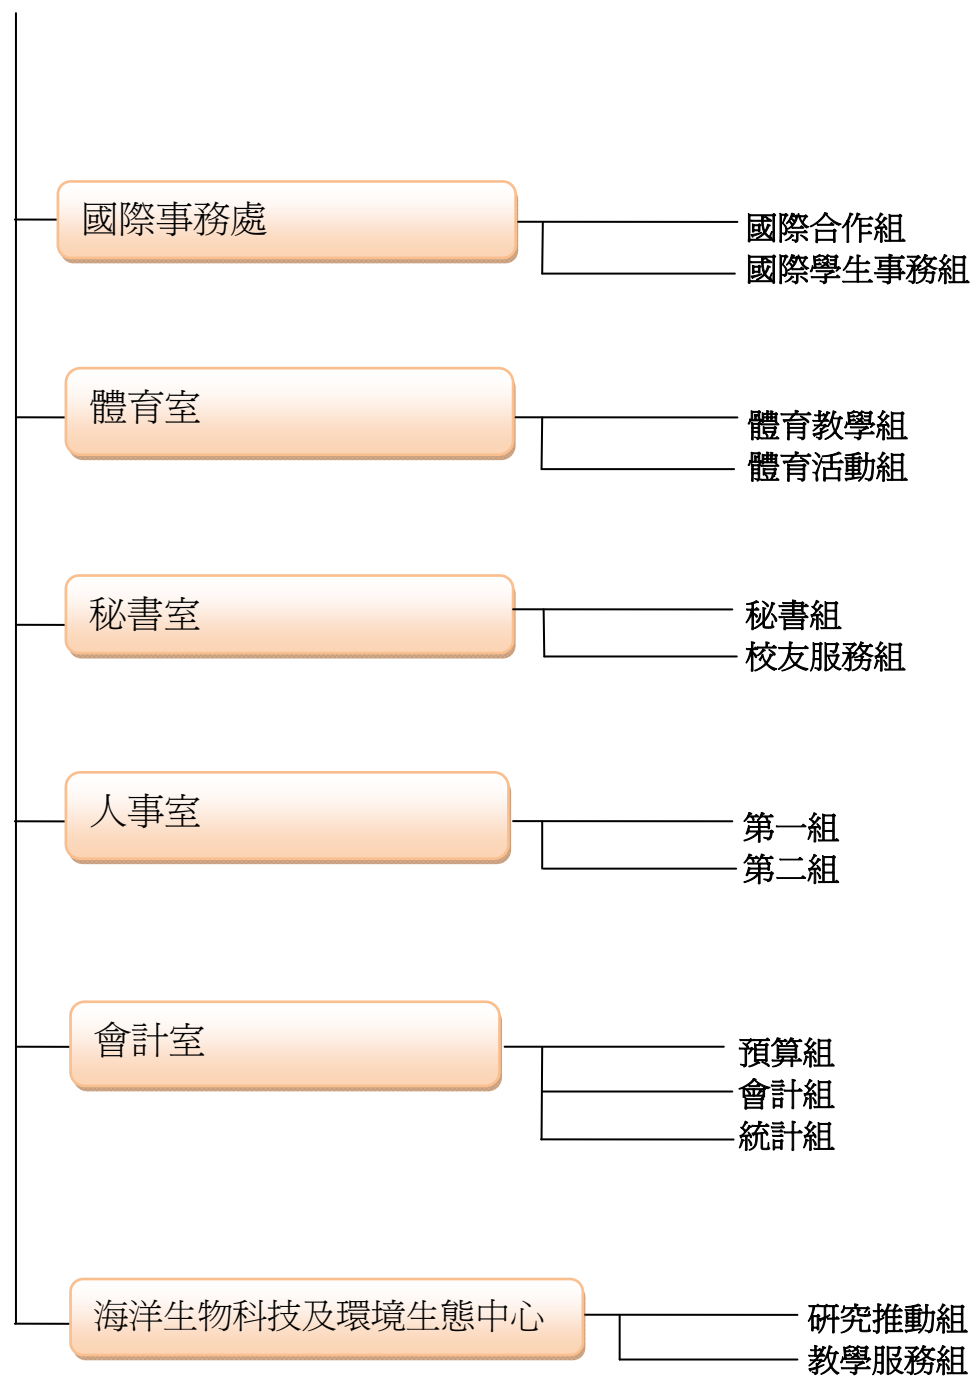 國際事務處
國際合作組
國際學生事務組
體育室
體育教學組
體育活動組
秘書室
秘書組
校友服務組
人事室
第一組
第二組
會計室
預算組
會計組
統計組
海洋生物科技及環境生態中心
研究推動組
教學服務組